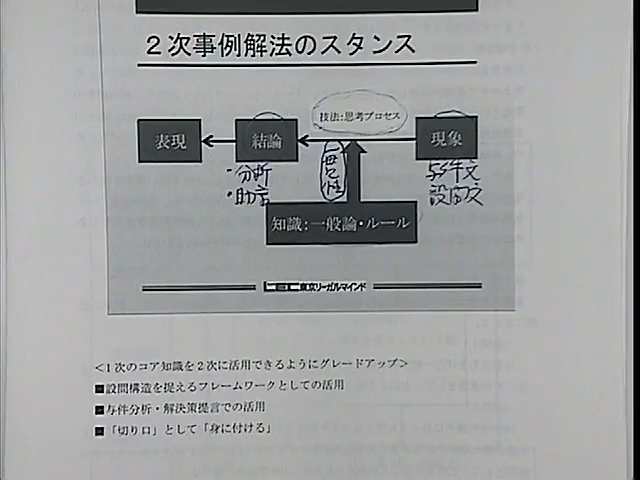 ２次事例解法のスタンス
技法:思考プロセス
表現
結論
現象
・分析
・助言
与件文
設問文
知識:一般論・ルール
LEC東京リーガルマインド
＜１次のコア知識を２次に活用できるようにグレードアップ＞
■設問構造を捉えるフレームワークとしての活用
■与件分析・解決策提言での活用
■「切り口」として「身に付ける」